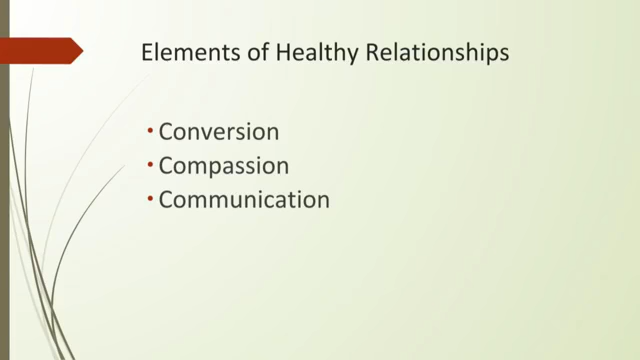 Elements of Healthy Relationships
• Conversion
• Compassion
• Communication